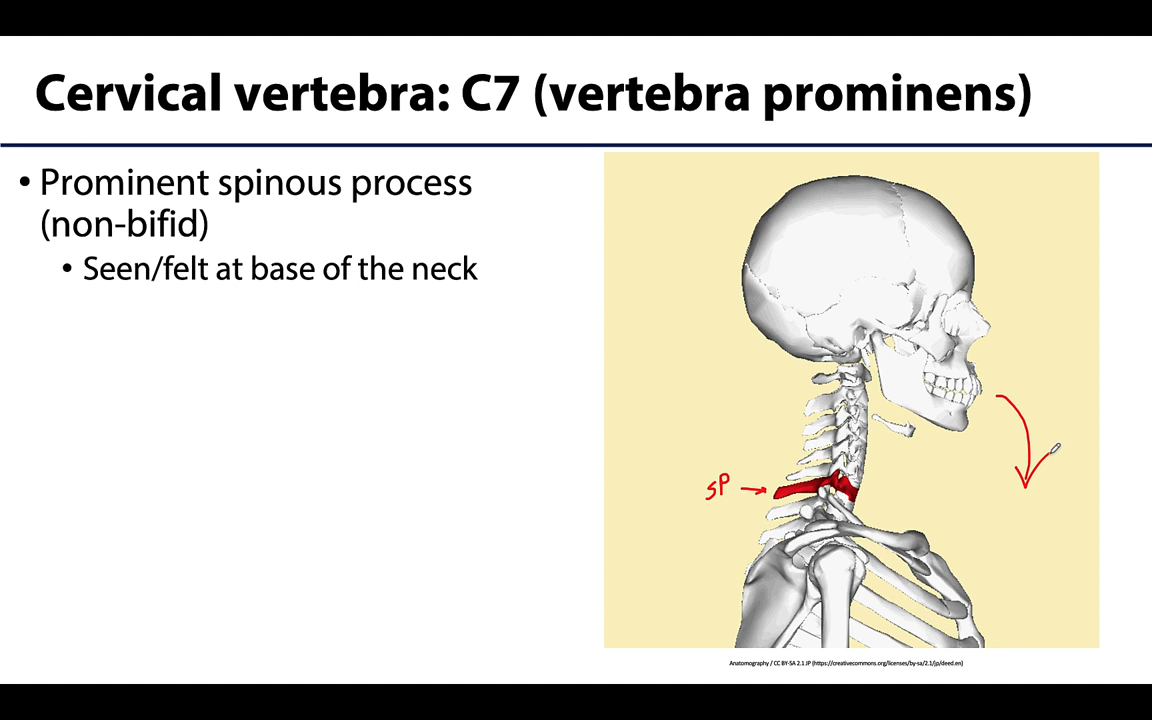 Cervical vertebra: C7 (vertebra prominens)
• Prominent spinous process
(non-bifid)
• Seen/felt at base of the neck
SP
Anatomography / CC BY-SA 2.1 JP (https://creativecommons.org/licenses/by-sa/2.1/jp/deed.en)